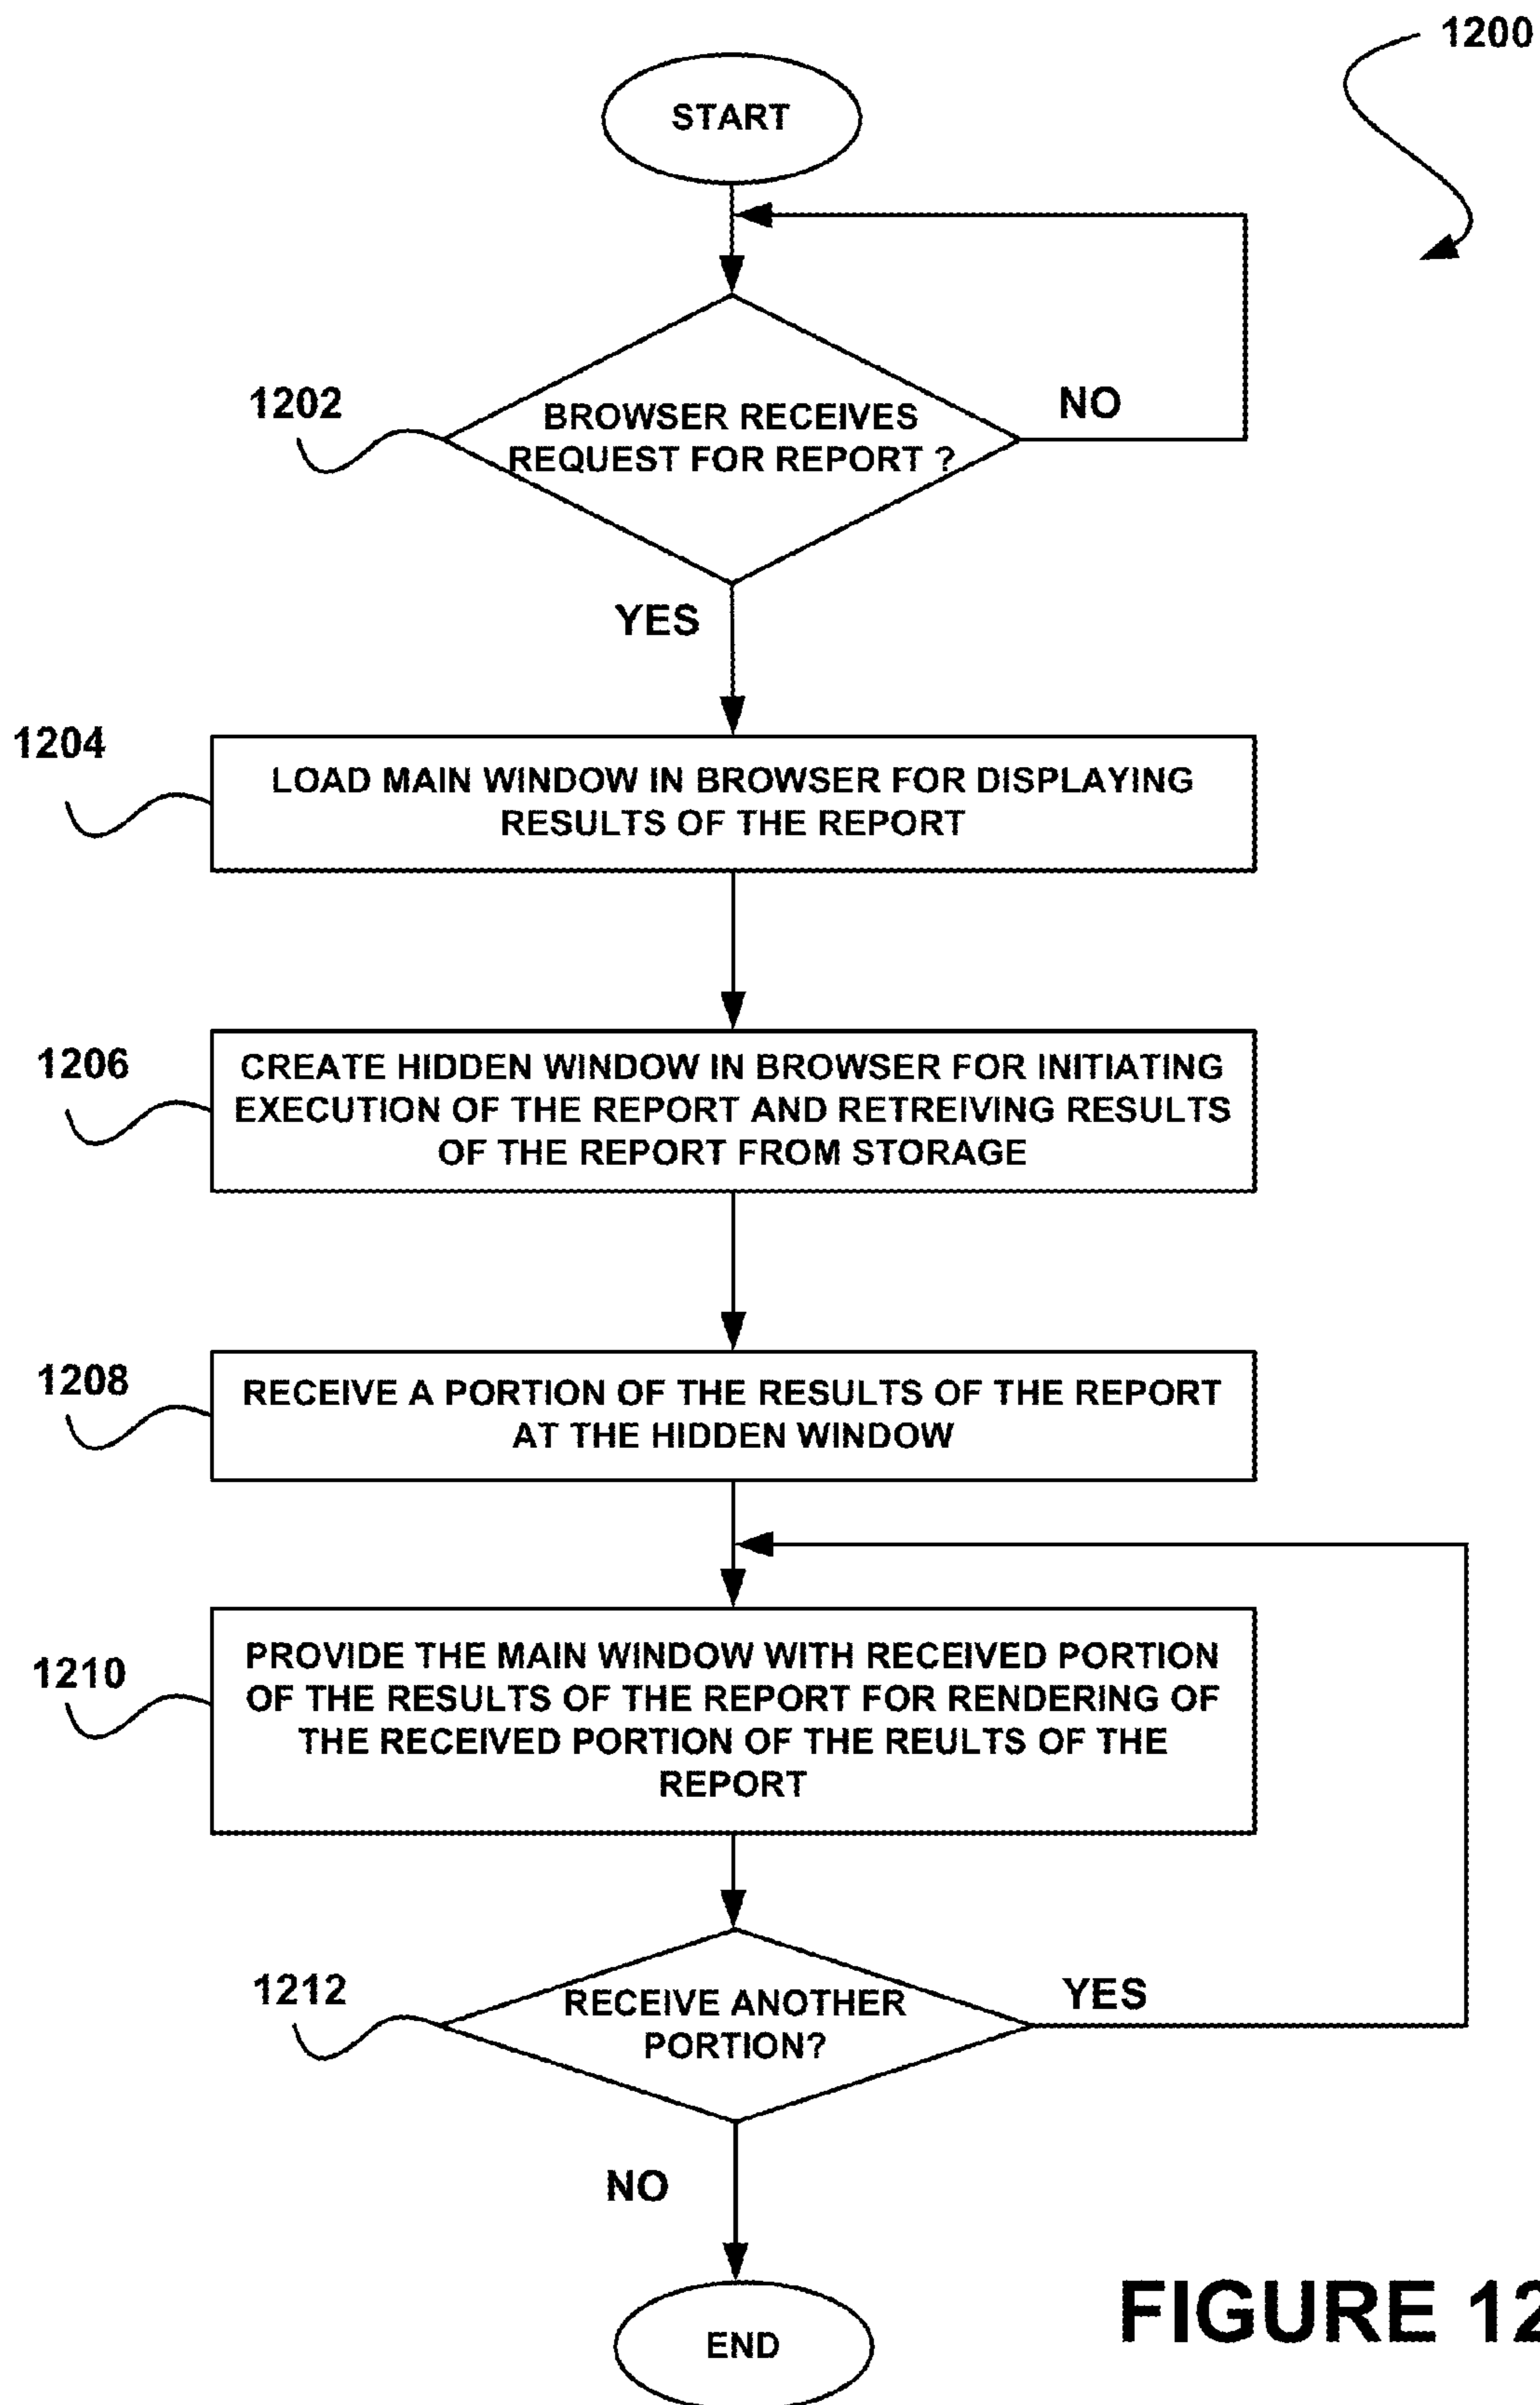 1200
START
1202
BROWSER RECEIVES
REQUEST FOR REPORT ?
NO
YES
1204
LOAD MAIN WINDOW IN BROWSER FOR DISPLAYING
RESULTS OF THE REPORT
1206
CREATE HIDDEN WINDOW IN BROWSER FOR INITIATING
EXECUTION OF THE REPORT AND RETREIVING RESULTS
OF THE REPORT FROM STORAGE
1208
RECEIVE A PORTION OF THE RESULTS OF THE REPORT
AT THE HIDDEN WINDOW
1210
PROVIDE THE MAIN WINDOW WITH RECEIVED PORTION
OF THE RESULTS OF THE REPORT FOR RENDERING OF
THE RECEIVED PORTION OF THE REULTS OF THE
REPORT
1212
RECEIVE ANOTHER
PORTION?
YES
NO
END
FIGURE 12